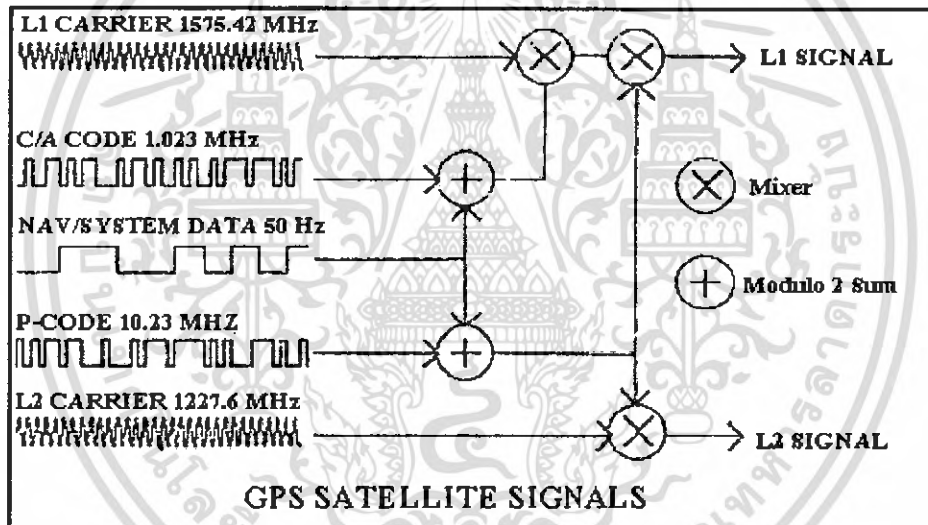 L1 CARRIER 1575.42 MHz
L1 SIGNAL
C/A CODE 1.023 MHz
Mixer
NAV/SYSTEM DATA 50 Hz
Modulo 2 Sum
P-CODE 10.23 MHZ
L2 CARRIER 1227.6 MHz
L2 SIGNAL
GPS SATELLITE SIGNALS